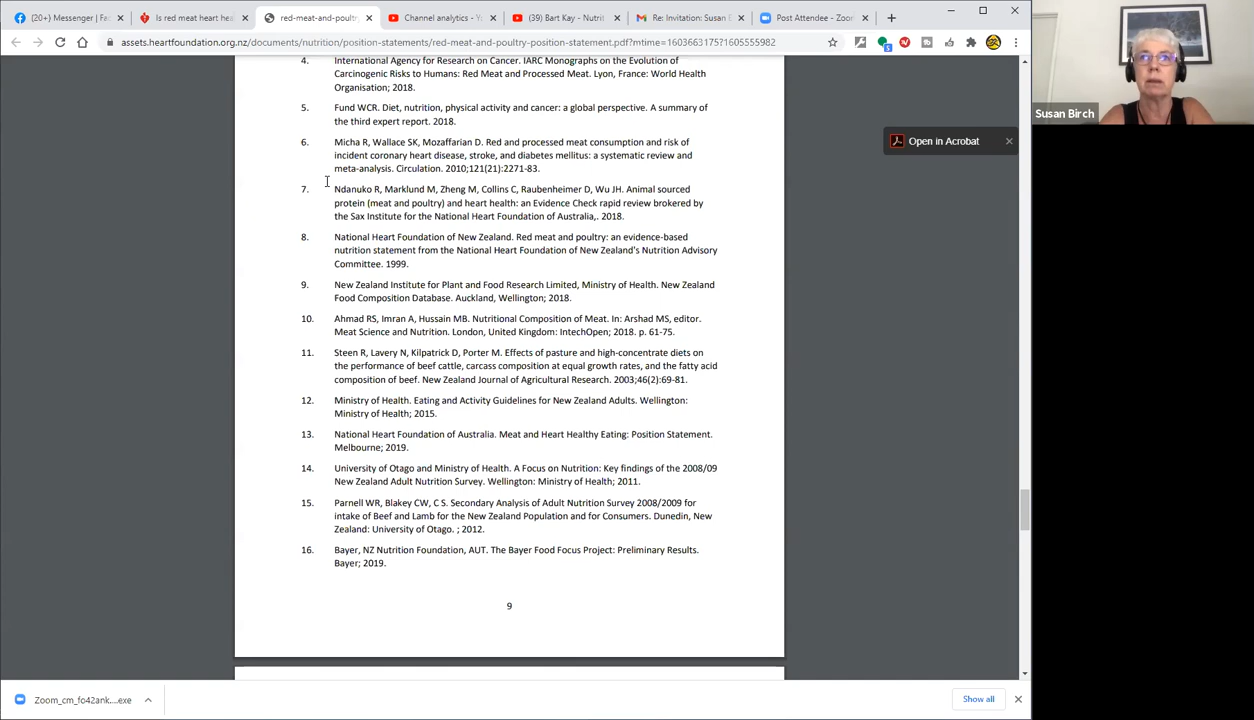 (20+) Messenger | Fac
Is red meat heart hea
red-meat-and-poultr
Channel analytics - Yo
(39) Bart Kay - Nutrit
Re: Invitation: Susan B
Post Attendee - Zoom
assets.heartfoundation.org.nz/documents/nutrition/position-statements/red-meat-and-poultry-position-statement.pdf?mtime=1603663175?1605555982
5
Susan Birch
Open in Acrobat
4. International Agency for Research on Cancer. IARC Monographs on the Evolution of
Carcinogenic Risks to Humans: Red Meat and Processed Meat. Lyon, France: World Health
Organisation; 2018.
5. Fund WCR. Diet, nutrition, physical activity and cancer: a global perspective. A summary of
the third expert report. 2018.
6. Micha R, Wallace SK, Mozaffarian D. Red and processed meat consumption and risk of
incident coronary heart disease, stroke, and diabetes mellitus: a systematic review and
meta-analysis. Circulation. 2010;121(21):2271-83.
7. Ndanuko R, Marklund M, Zheng M, Collins C, Raubenheimer D, Wu JH. Animal sourced
protein (meat and poultry) and heart health: an Evidence Check rapid review brokered by
the Sax Institute for the National Heart Foundation of Australia,. 2018.
8. National Heart Foundation of New Zealand. Red meat and poultry: an evidence-based
nutrition statement from the National Heart Foundation of New Zealand's Nutrition Advisory
Committee. 1999.
9. New Zealand Institute for Plant and Food Research Limited, Ministry of Health. New Zealand
Food Composition Database. Auckland, Wellington; 2018.
10. Ahmad RS, Imran A, Hussain MB. Nutritional Composition of Meat. In: Arshad MS, editor.
Meat Science and Nutrition. London, United Kingdom: IntechOpen; 2018. p. 61-75.
11. Steen R, Lavery N, Kilpatrick D, Porter M. Effects of pasture and high-concentrate diets on
the performance of beef cattle, carcass composition at equal growth rates, and the fatty acid
composition of beef. New Zealand Journal of Agricultural Research. 2003;46(2):69-81.
12. Ministry of Health. Eating and Activity Guidelines for New Zealand Adults. Wellington:
Ministry of Health; 2015.
13. National Heart Foundation of Australia. Meat and Heart Healthy Eating: Position Statement.
Melbourne; 2019.
14. University of Otago and Ministry of Health. A Focus on Nutrition: Key findings of the 2008/09
New Zealand Adult Nutrition Survey. Wellington: Ministry of Health; 2011.
15. Parnell WR, Blakey CW, C S. Secondary Analysis of Adult Nutrition Survey 2008/2009 for
intake of Beef and Lamb for the New Zealand Population and for Consumers. Dunedin, New
Zealand: University of Otago. ; 2012.
16. Bayer, NZ Nutrition Foundation, AUT. The Bayer Food Focus Project: Preliminary Results.
Bayer; 2019.
9
Zoom_cm_fo42ank....exe
Show all